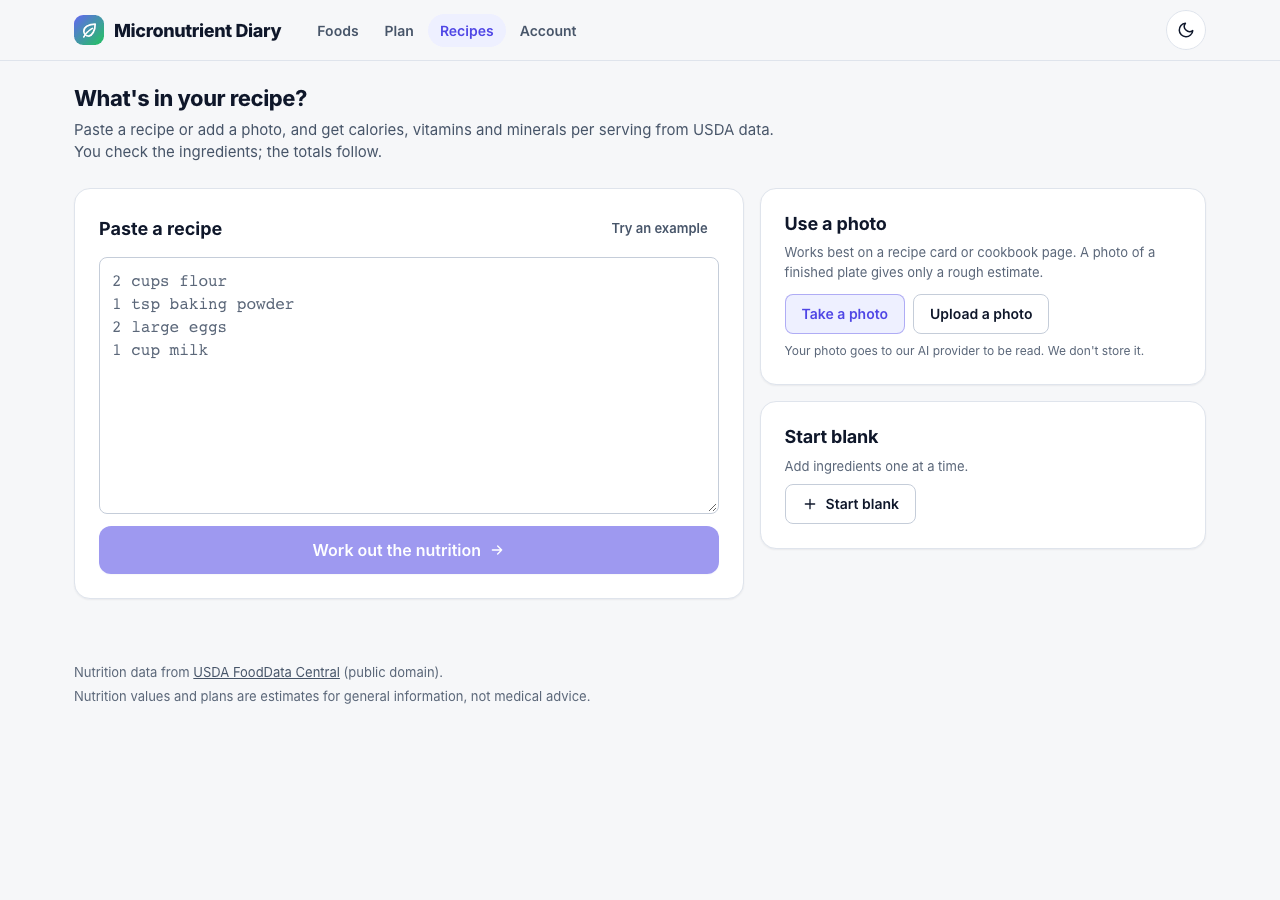 Micronutrient Diary
Foods
Plan
Recipes
Account
What's in your recipe?
Paste a recipe or add a photo, and get calories, vitamins and minerals per serving from USDA data.
You check the ingredients; the totals follow.
Paste a recipe
Try an example
2 cups flour
1 tsp baking powder
2 large eggs
1 cup milk
Work out the nutrition →
Use a photo
Works best on a recipe card or cookbook page. A photo of a
finished plate gives only a rough estimate.
Take a photo
Upload a photo
Your photo goes to our AI provider to be read. We don't store it.
Start blank
Add ingredients one at a time.
+ Start blank
Nutrition data from USDA FoodData Central (public domain).
Nutrition values and plans are estimates for general information, not medical advice.